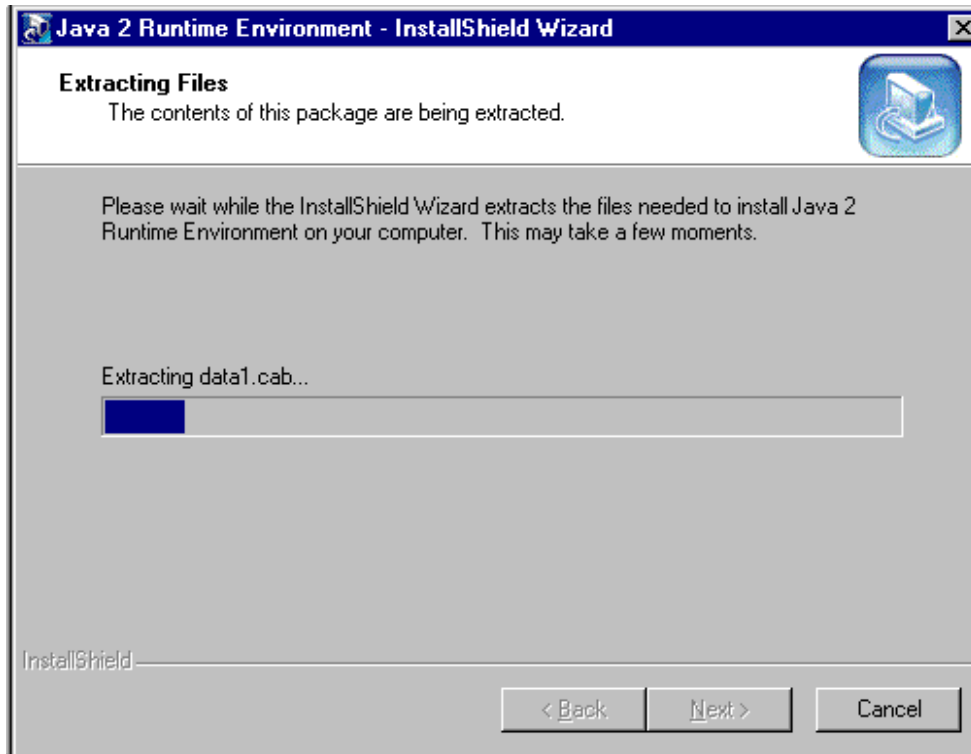 Java 2 Runtime Environment - InstallShield Wizard
Extracting Files
The contents of this package are being extracted.
Please wait while the InstallShield Wizard extracts the files needed to install Java 2
Runtime Environment on your computer.  This may take a few moments.
Extracting data1.cab...
InstallShield
< Back
Next >
Cancel